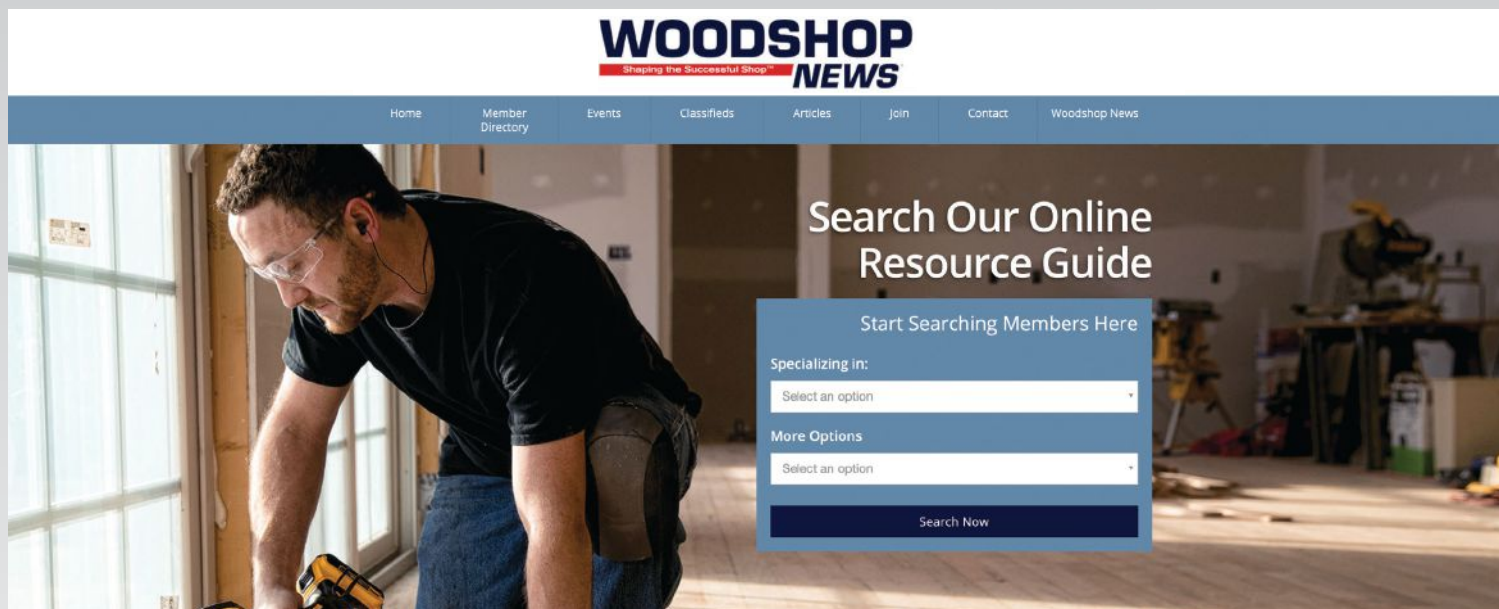 WOODSHOP
Shaping the Successful Shop™
NEWS
Home
Member
Directory
Events
Classifieds
Articles
Join
Contact
Woodshop News
Search Our Online
Resource Guide
Start Searching Members Here
Specializing in:
Select an option
More Options
Select an option
Search Now